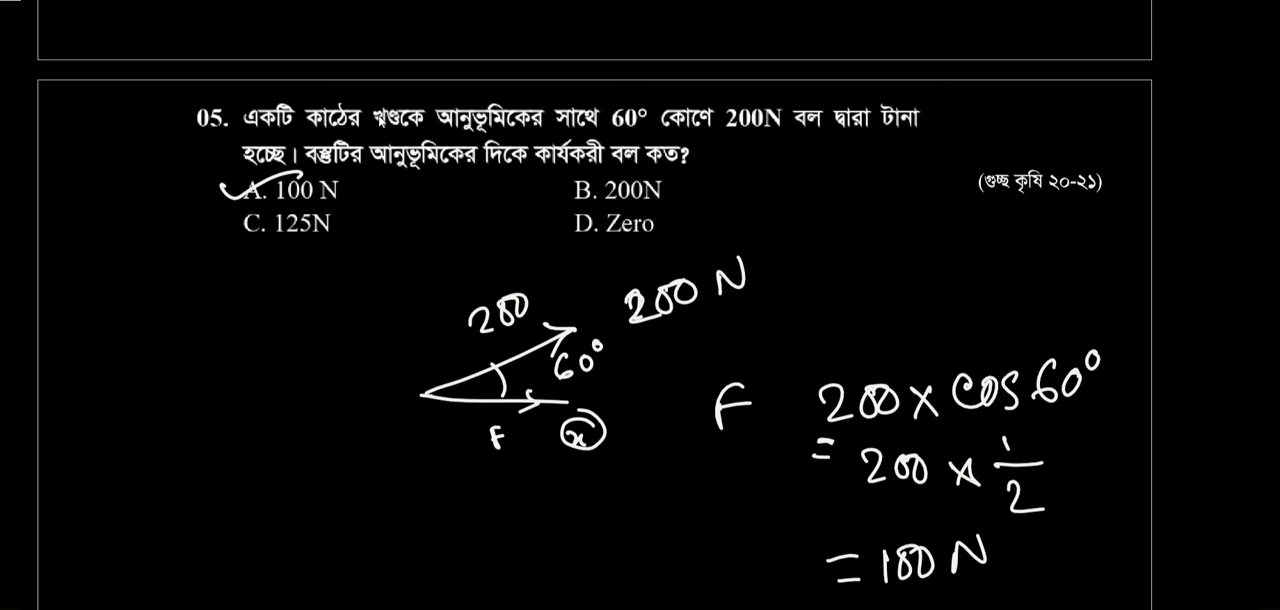 05. একটি কাঠের খণ্ডকে আনুভূমিকের সাথে 60° কোণে 200N বল দ্বারা টানা
হচ্ছে। বস্তুটির আনুভূমিকের দিকে কার্যকরী বল কত?
(গুচ্ছ কৃষি ২০-২১)
A. 100 N B. 200N
C. 125N D. Zero
200 200 N
60°
F x
F 200 × cos 60°
= 200 × 1/2
= 100 N